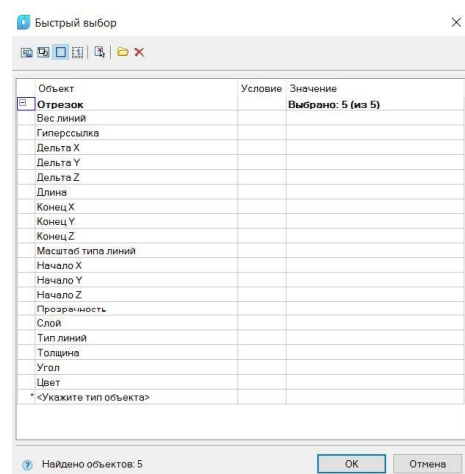 Быстрый выбор
Объект Условие Значение
Отрезок Выбрано: 5 (из 5)
Вес линий
Гиперссылка
Дельта X
Дельта Y
Дельта Z
Длина
Конец X
Конец Y
Конец Z
Масштаб типа линий
Начало X
Начало Y
Начало Z
Прозрачность
Слой
Тип линий
Толщина
Угол
Цвет
* <Укажите тип объекта>
Найдено объектов: 5 OK Отмена